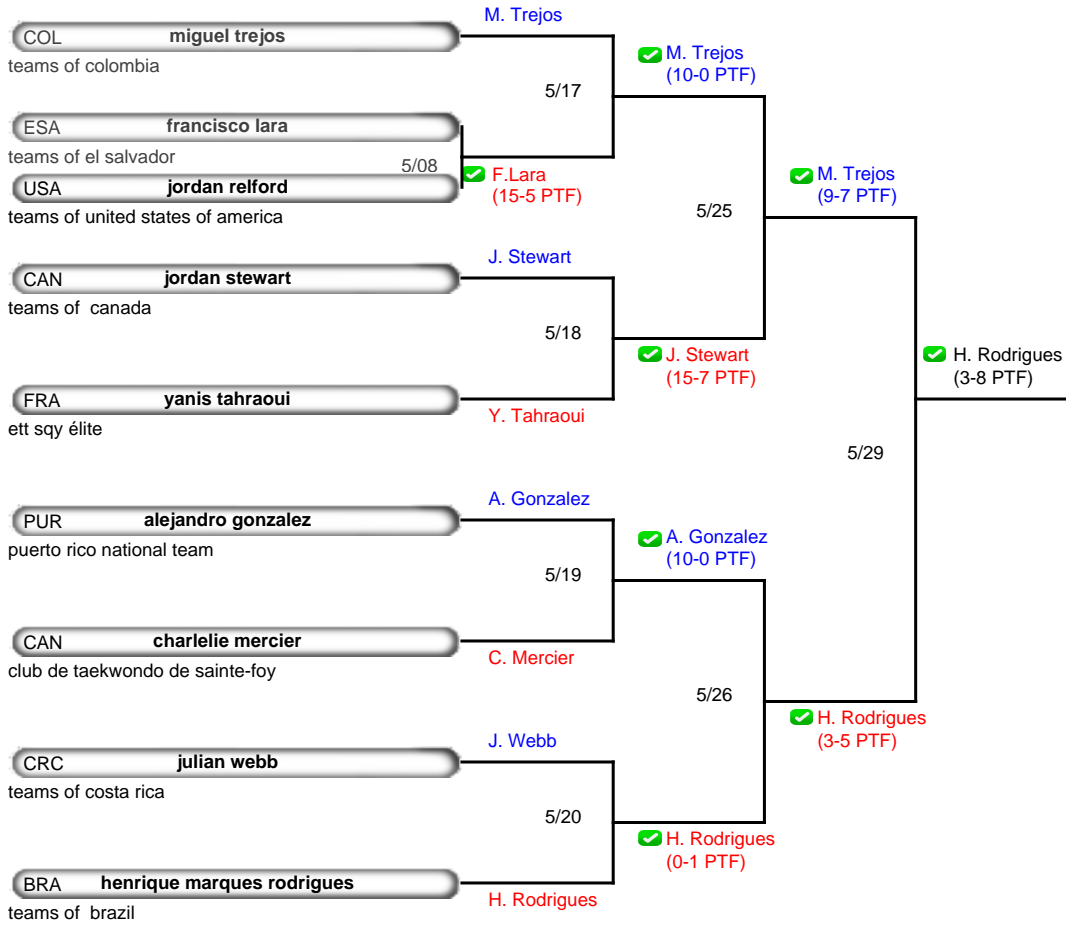 M. Trejos
COL miguel trejos
teams of colombia
M. Trejos
(10-0 PTF)
5/17
ESA francisco lara
teams of el salvador
5/08
F.Lara
(15-5 PTF)
USA jordan relford
teams of united states of america
M. Trejos
(9-7 PTF)
5/25
J. Stewart
CAN jordan stewart
teams of  canada
5/18
J. Stewart
(15-7 PTF)
H. Rodrigues
(3-8 PTF)
FRA yanis tahraoui
Y. Tahraoui
ett sqy élite
5/29
A. Gonzalez
PUR alejandro gonzalez
puerto rico national team
A. Gonzalez
(10-0 PTF)
5/19
CAN charlelie mercier
C. Mercier
club de taekwondo de sainte-foy
5/26
H. Rodrigues
(3-5 PTF)
J. Webb
CRC julian webb
teams of costa rica
5/20
H. Rodrigues
(0-1 PTF)
BRA henrique marques rodrigues
H. Rodrigues
teams of  brazil